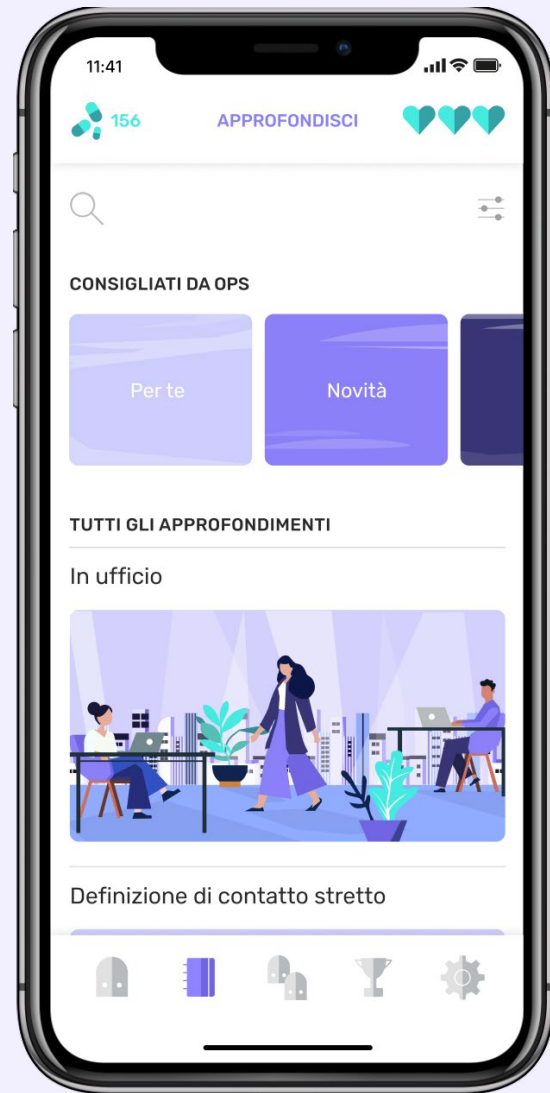 11:41
156
APPROFONDISCI
CONSIGLIATI DA OPS
Per te
Novità
TUTTI GLI APPROFONDIMENTI
In ufficio
Definizione di contatto stretto